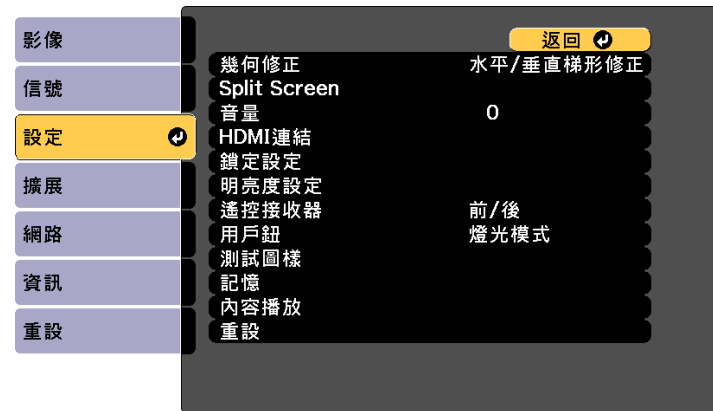 影像
信號
設定
擴展
網路
資訊
重設
返回
幾何修正 水平/垂直梯形修正
Split Screen
音量 0
HDMI連結
鎖定設定
明亮度設定
遙控接收器 前/後
用戶鈕 燈光模式
測試圖樣
記憶
內容播放
重設